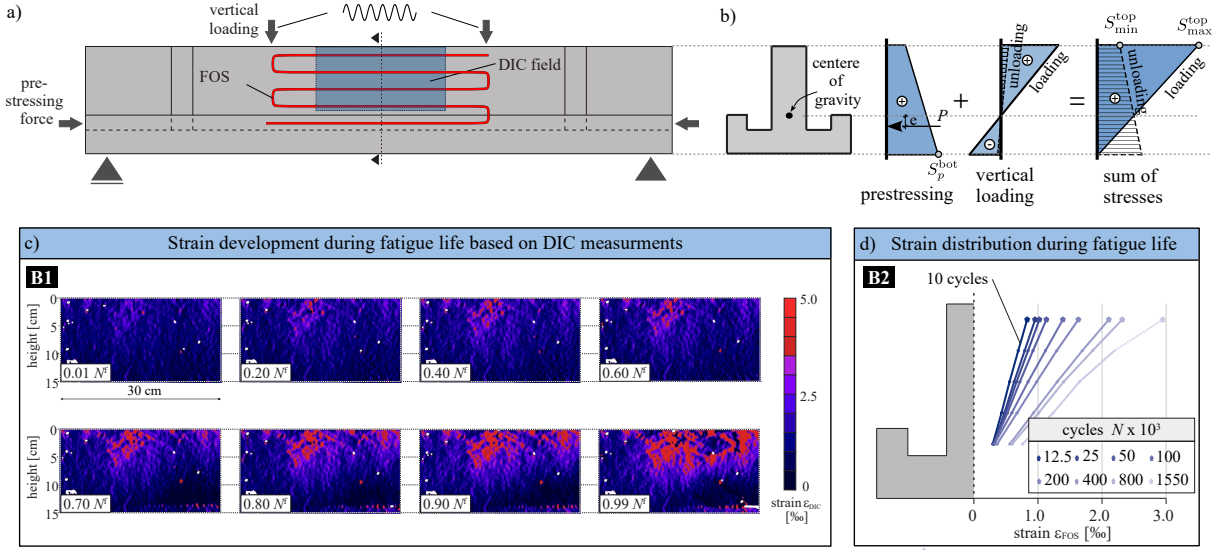 a)
vertical
loading
FOS
DIC field
pre-
stressing
force
b)
centere
of
gravity
e
P
S_p^bot
prestressing
+
unloading
loading
vertical
loading
=
S_min^top
S_max^top
unloading
loading
sum of
stresses
c) Strain development during fatigue life based on DIC measurments
B1
height [cm]
0
5
10
15
0.01 N^f
0.20 N^f
0.40 N^f
0.60 N^f
30 cm
height [cm]
0
5
10
15
0.70 N^f
0.80 N^f
0.90 N^f
0.99 N^f
5.0
2.5
0
strain ε_DIC
[‰]
d) Strain distribution during fatigue life
B2
10 cycles
cycles N x 10³
12.5 25 50 100
200 400 800 1550
0 1.0 2.0 3.0
strain ε_FOS [‰]